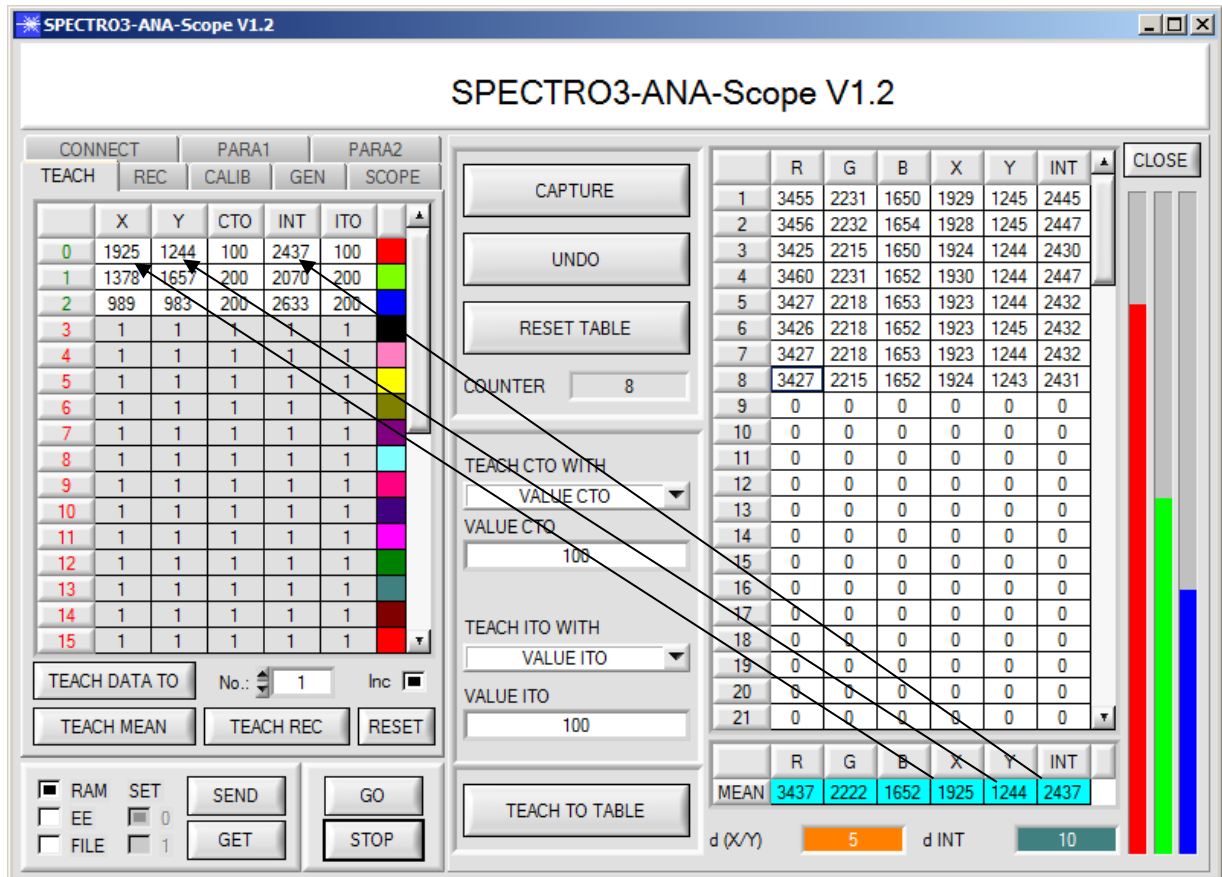 SPECTRO3-ANA-Scope V1.2
SPECTRO3-ANA-Scope V1.2
CONNECT PARA1 PARA2
TEACH REC CALIB GEN SCOPE
X Y CTO INT ITO
0 1925 1244 100 2437 100
1 1378 1657 200 2070 200
2 989 983 200 2633 200
3 1 1 1 1 1
4 1 1 1 1 1
5 1 1 1 1 1
6 1 1 1 1 1
7 1 1 1 1 1
8 1 1 1 1 1
9 1 1 1 1 1
10 1 1 1 1 1
11 1 1 1 1 1
12 1 1 1 1 1
13 1 1 1 1 1
14 1 1 1 1 1
15 1 1 1 1 1
TEACH DATA TO No.: 1 Inc
TEACH MEAN TEACH REC RESET
RAM SET SEND GO
EE 0
FILE 1 GET STOP
CAPTURE
UNDO
RESET TABLE
COUNTER 8
TEACH CTO WITH
VALUE CTO
VALUE CTO
100
TEACH ITO WITH
VALUE ITO
VALUE ITO
100
TEACH TO TABLE
R G B X Y INT
1 3455 2231 1650 1929 1245 2445
2 3456 2232 1654 1928 1245 2447
3 3425 2215 1650 1924 1244 2430
4 3460 2231 1652 1930 1244 2447
5 3427 2218 1653 1923 1244 2432
6 3426 2218 1652 1923 1245 2432
7 3427 2218 1653 1923 1244 2432
8 3427 2215 1652 1924 1243 2431
9 0 0 0 0 0 0
10 0 0 0 0 0 0
11 0 0 0 0 0 0
12 0 0 0 0 0 0
13 0 0 0 0 0 0
14 0 0 0 0 0 0
15 0 0 0 0 0 0
16 0 0 0 0 0 0
17 0 0 0 0 0 0
18 0 0 0 0 0 0
19 0 0 0 0 0 0
20 0 0 0 0 0 0
21 0 0 0 0 0 0
R G B X Y INT
MEAN 3437 2222 1652 1925 1244 2437
d (X/Y) 5 d INT 10
CLOSE